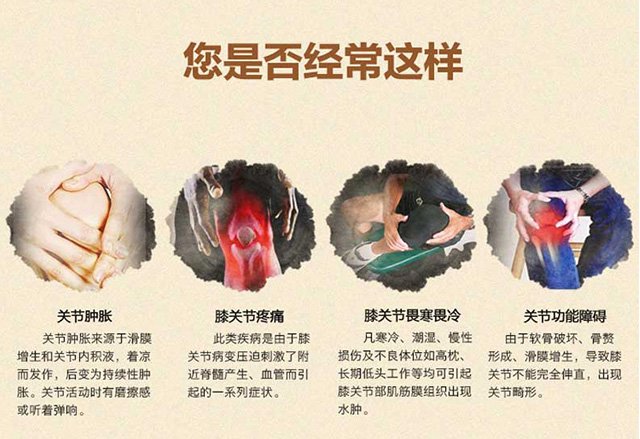 您是否经常这样
关节肿胀
关节肿胀来源于滑膜
增生和关节内积液，着凉
而发作，后变为持续性肿
胀。关节活动时有磨擦感
或听着弹响。
膝关节疼痛
此类疾病是由于膝
关节病变压迫刺激了附
近脊髓产生、血管而引
起的一系列症状。
膝关节畏寒畏冷
凡寒冷、潮湿、慢性
损伤及不良体位如高枕、
长期低头工作等均可引起
膝关节部肌筋膜组织出现
水肿。
关节功能障碍
由于软骨破坏、骨赘
形成、滑膜增生，导致膝
关节不能完全伸直，出现
关节畸形。